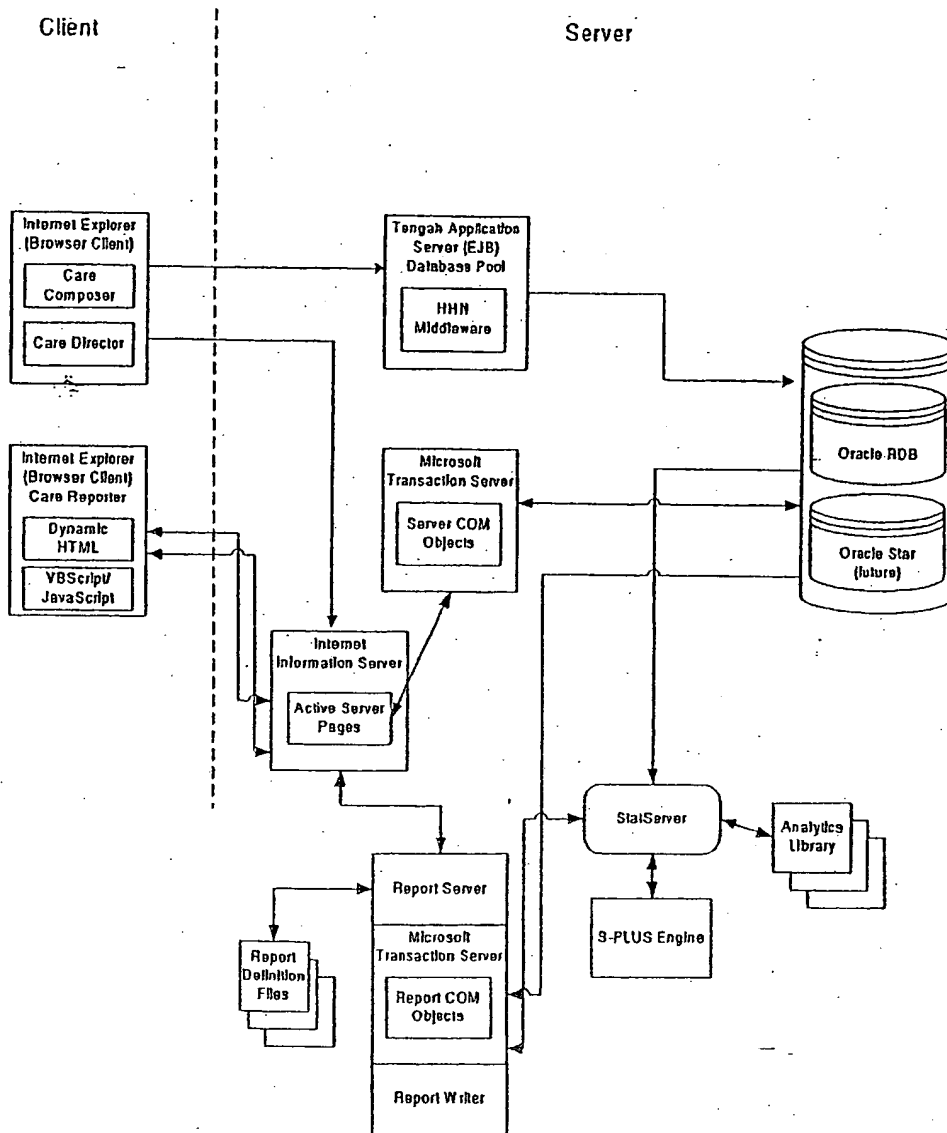 Client
Server
Internet Explorer
(Browser Client)
Care
Composer
Care Director
Tengah Application
Server (EJB)
Database Pool
HHN
Middleware
Oracle RDB
Oracle Star
(future)
Internet Explorer
(Browser Client)
Care Reporter
Dynamic
HTML
VBScript/
JavaScript
Microsoft
Transaction Server
Server COM
Objects
Internet
Information Server
Active Server
Pages
StatServer
Analytics
Library
S-PLUS Engine
Report Server
Microsoft
Transaction Server
Report COM
Objects
Report Writer
Report
Definition
Files